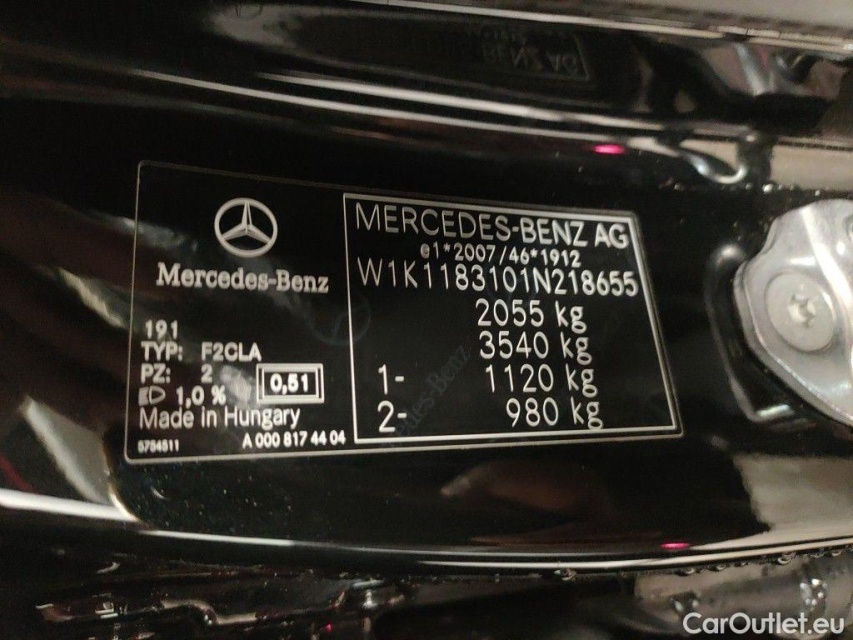 Mercedes-Benz
191
TYP: F2CLA
PZ: 2
0,51
1,0 %
Made in Hungary
5754511 A 000 817 44 04
MERCEDES-BENZ AG
e1*2007/46*1912
W1K1183101N218655
2055 kg
3540 kg
1- 1120 kg
2- 980 kg
CarOutlet.eu